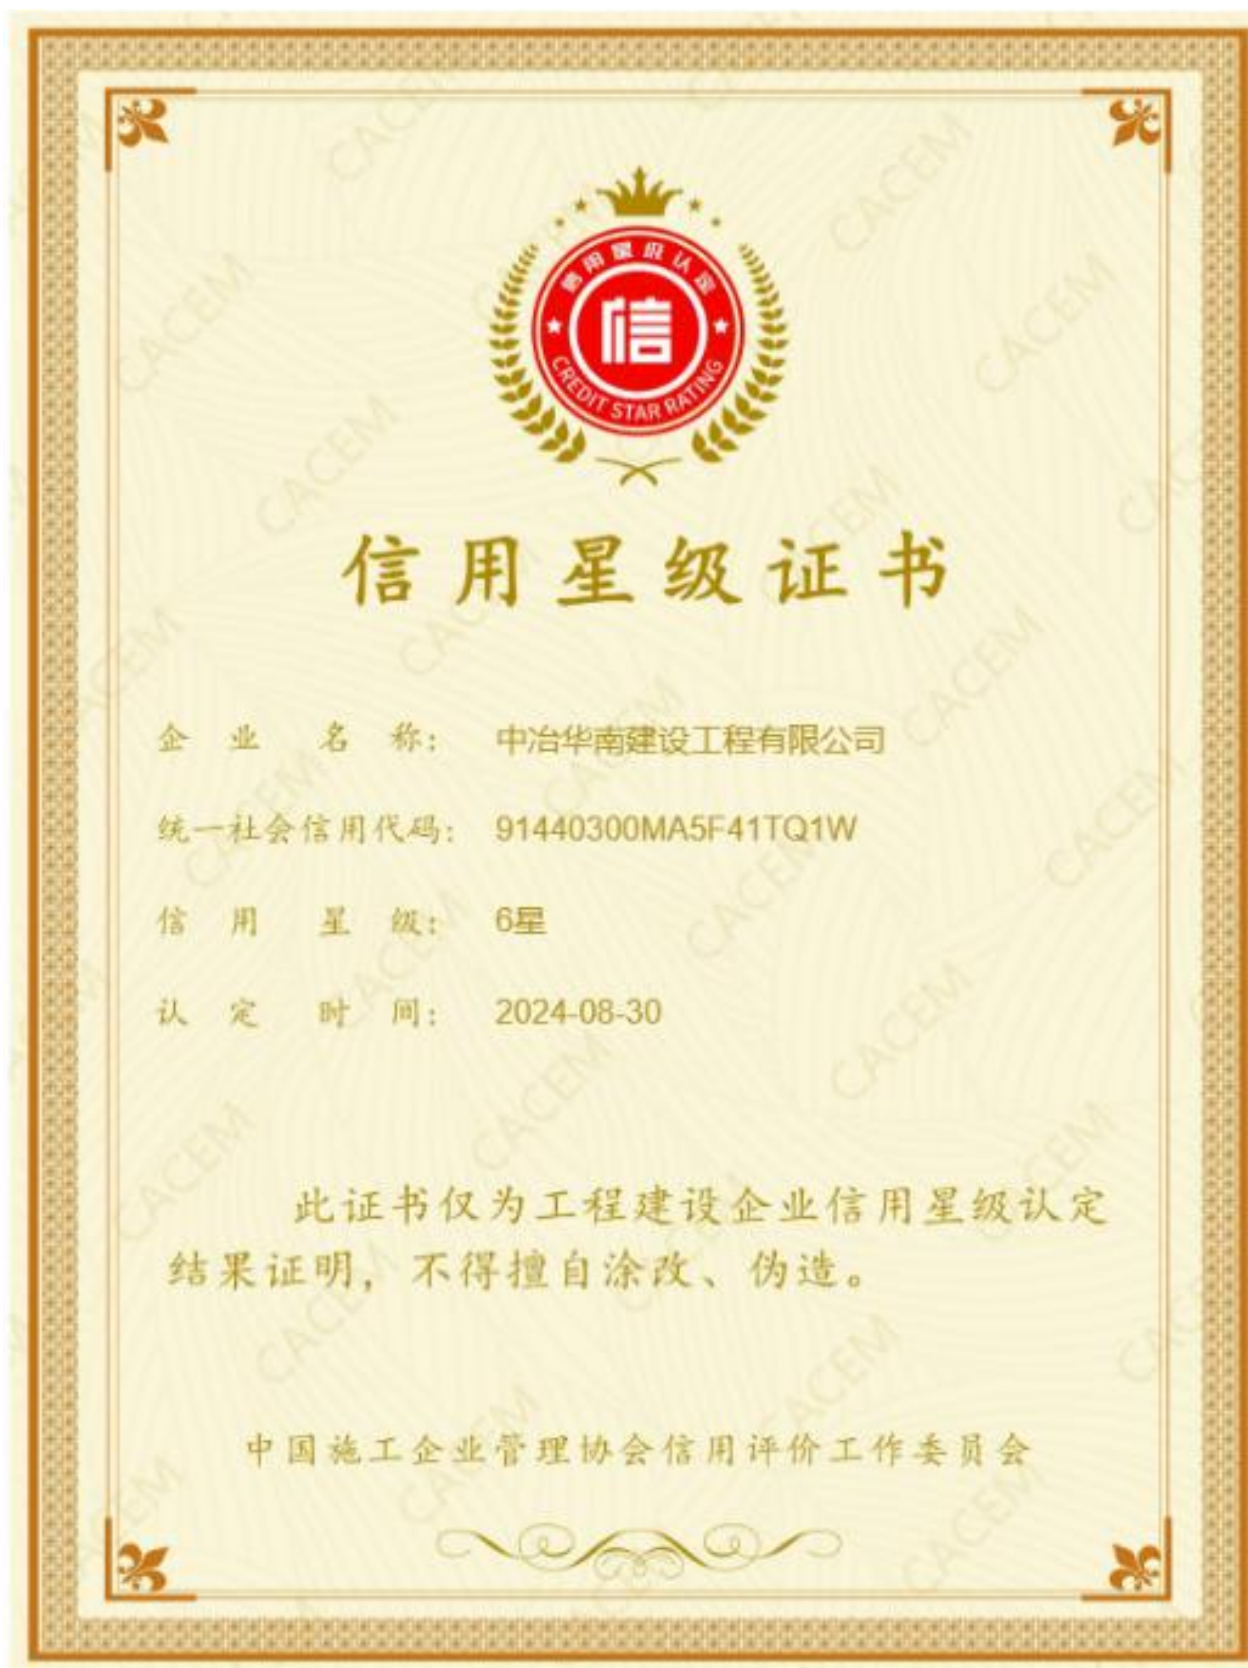 信用星级认定
信
CREDIT STAR RATING
信用星级证书
企业名称： 中冶华南建设工程有限公司
统一社会信用代码： 91440300MA5F41TQ1W
信用星级： 6星
认定时间： 2024-08-30
此证书仅为工程建设企业信用星级认定
结果证明，不得擅自涂改、伪造。
中国施工企业管理协会信用评价工作委员会
CACEM